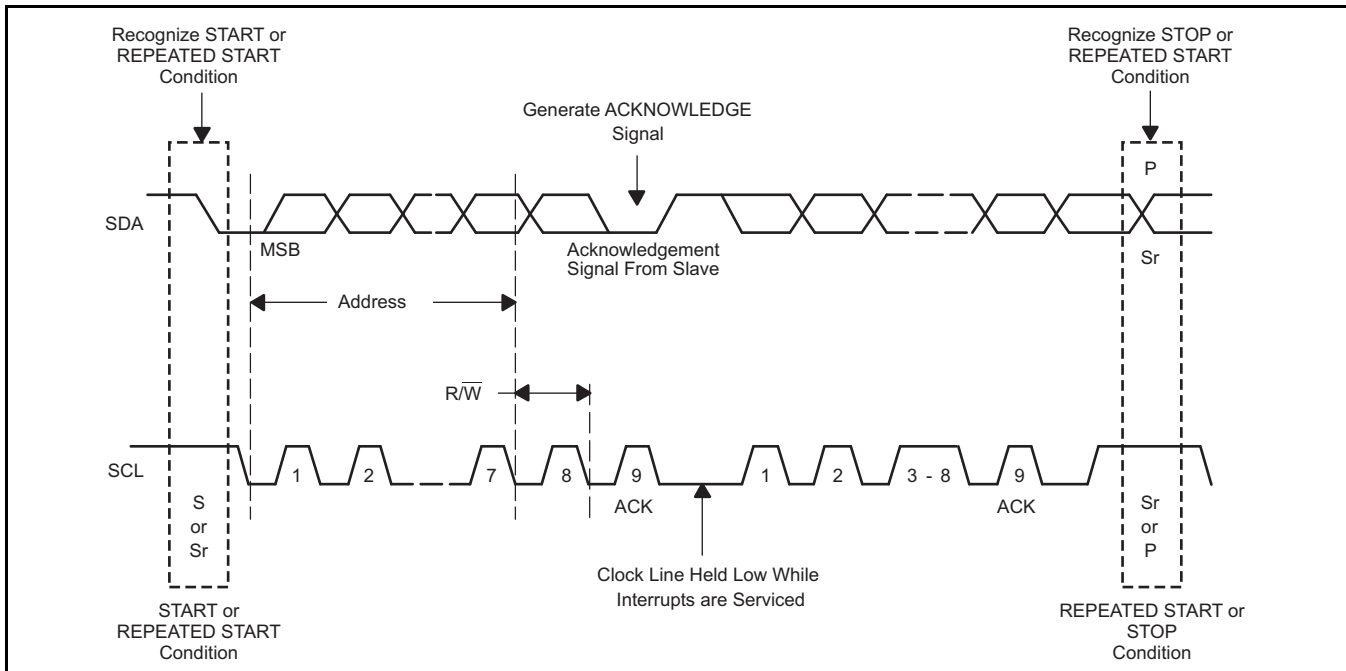 Recognize START or
REPEATED START
Condition
Recognize STOP or
REPEATED START
Condition
Generate ACKNOWLEDGE
Signal
P
SDA
MSB
Acknowledgement
Signal From Slave
Sr
Address
R/W̅
SCL
1
2
7
8
9
1
2
3 - 8
9
ACK
ACK
S
or
Sr
Sr
or
P
Clock Line Held Low While
Interrupts are Serviced
START or
REPEATED START
Condition
REPEATED START or
STOP
Condition